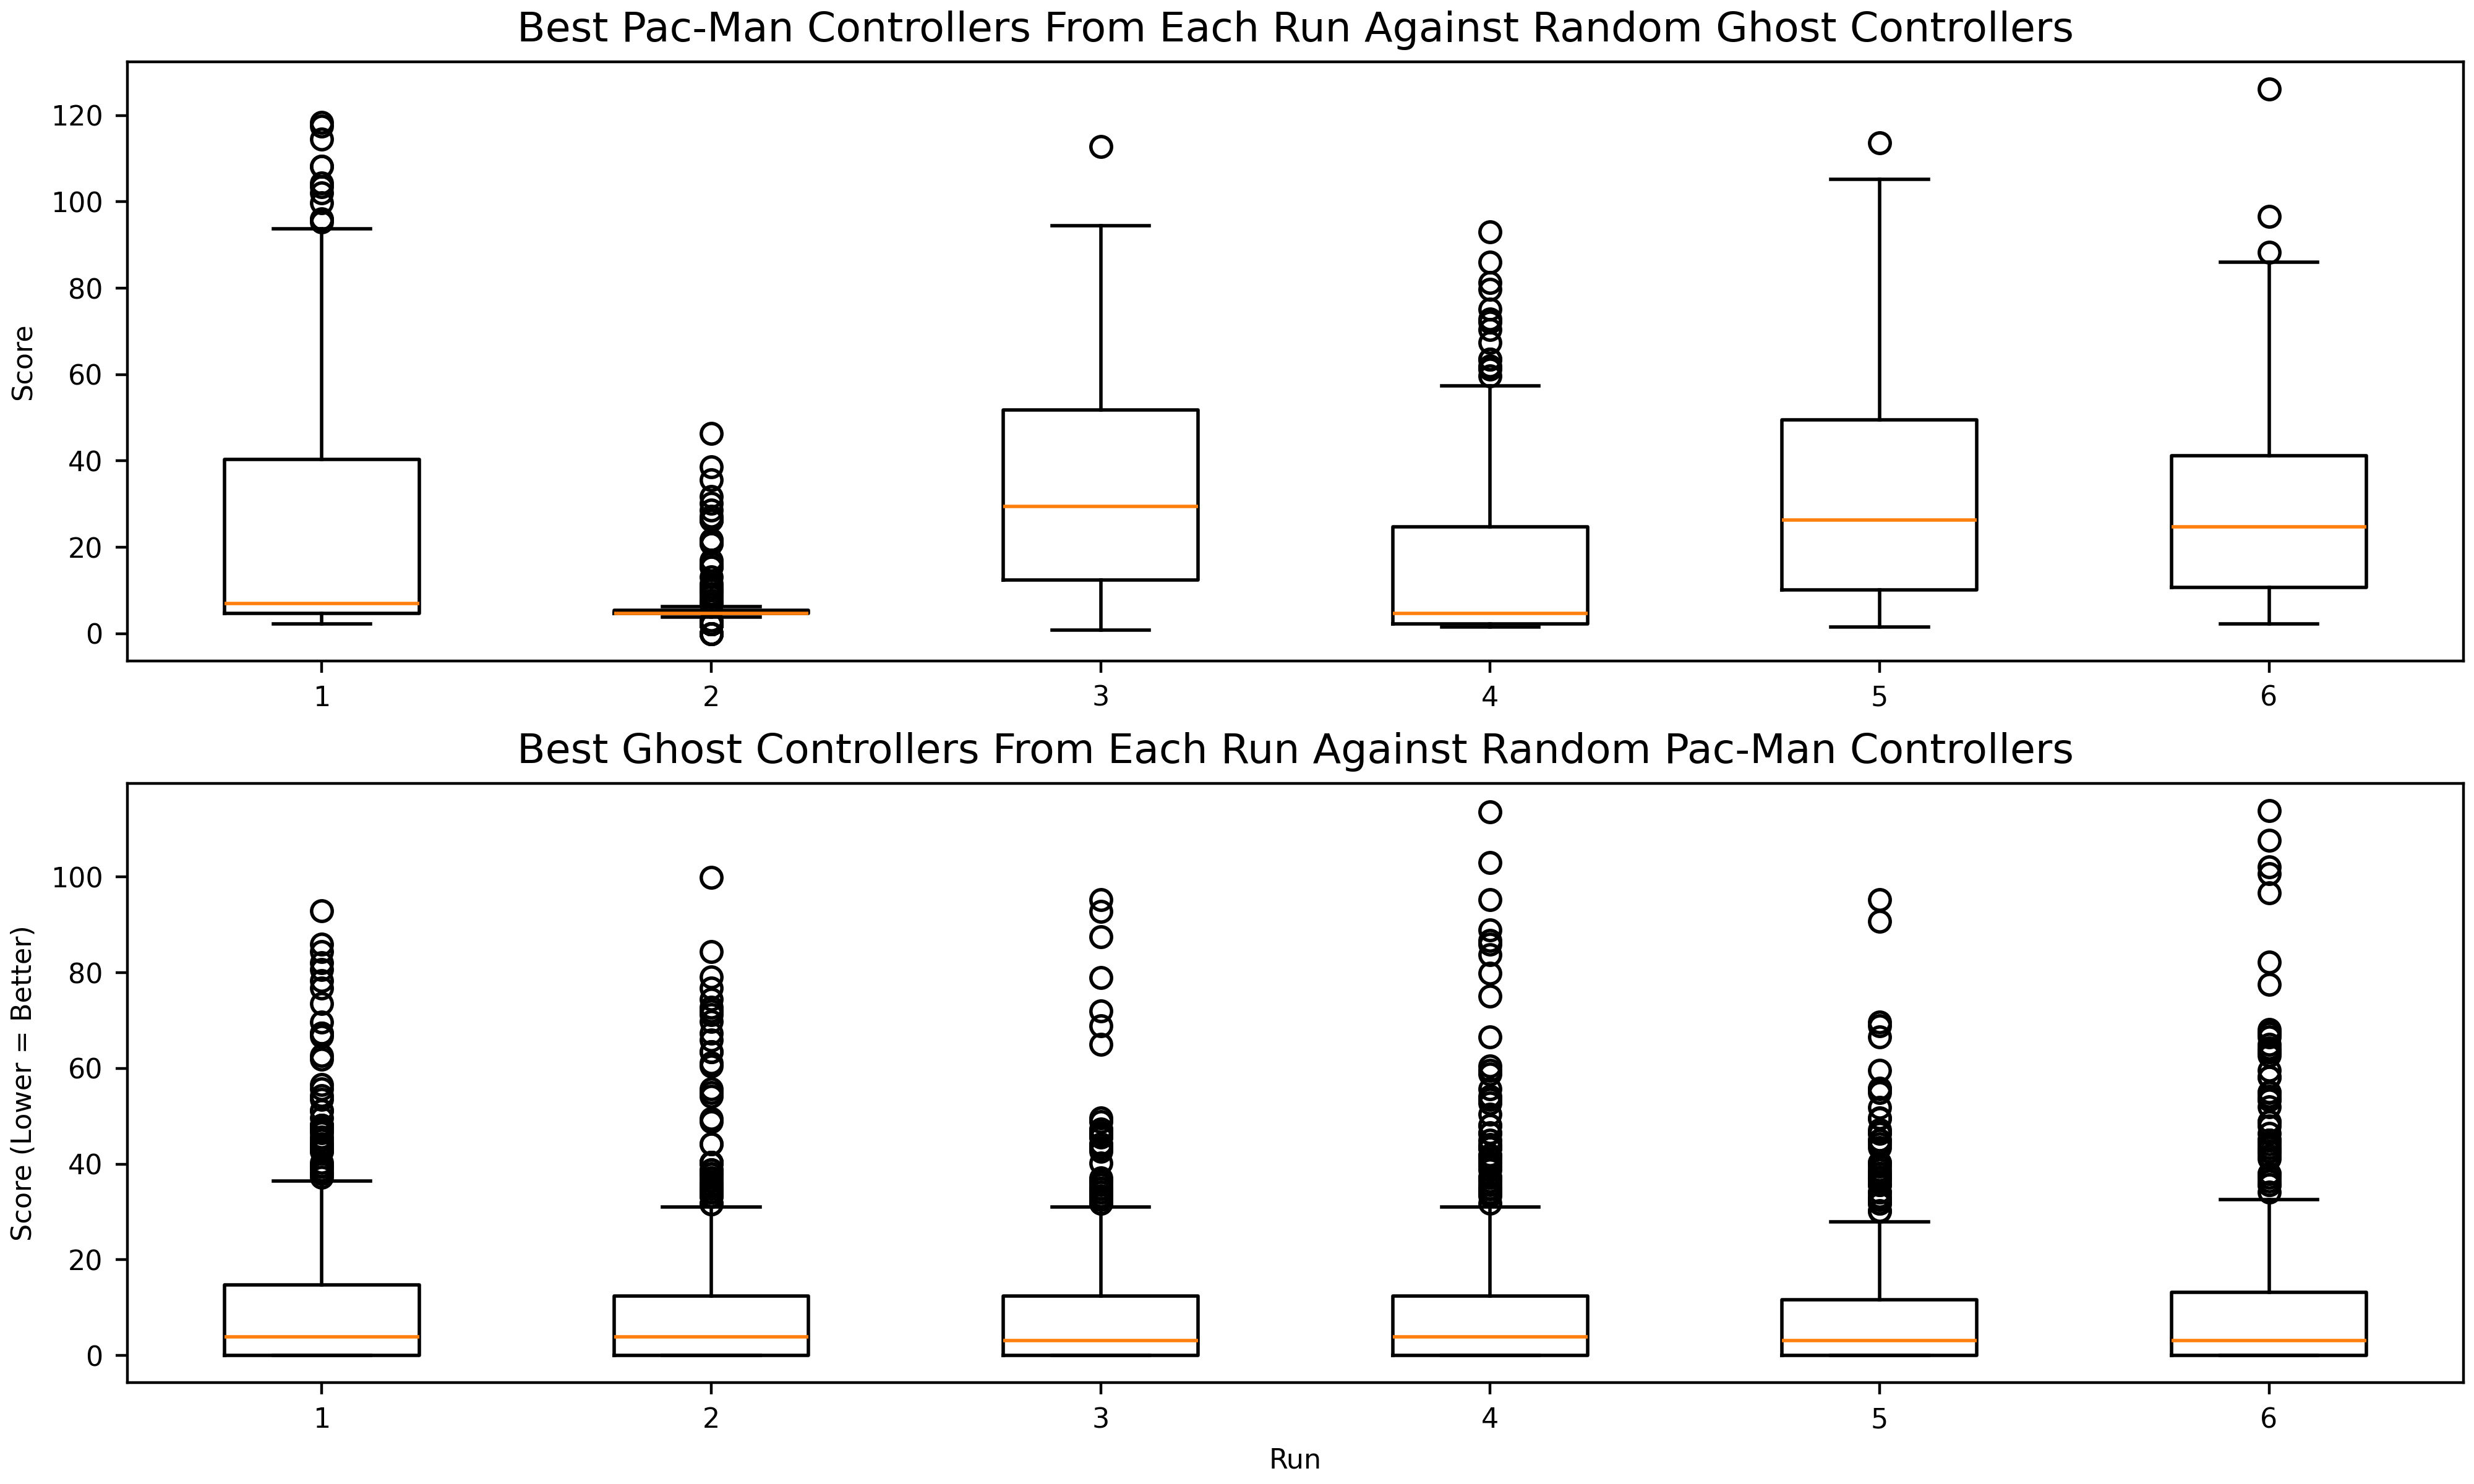 Best Pac-Man Controllers From Each Run Against Random Ghost Controllers
120
100
80
60
40
20
0
Score
1 2 3 4 5 6
Best Ghost Controllers From Each Run Against Random Pac-Man Controllers
100
80
60
40
20
0
Score (Lower = Better)
1 2 3 4 5 6
Run